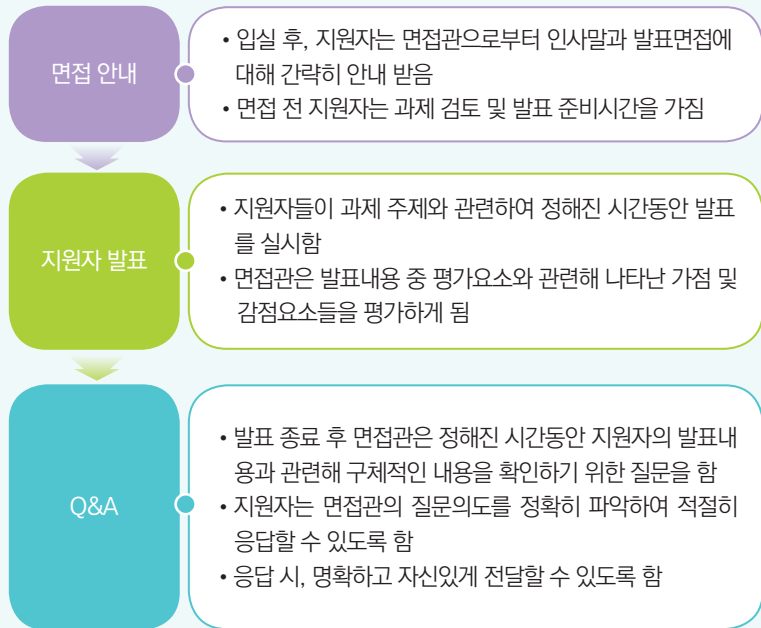 면접 안내
• 입실 후, 지원자는 면접관으로부터 인사말과 발표면접에
대해 간략히 안내 받음
• 면접 전 지원자는 과제 검토 및 발표 준비시간을 가짐
지원자 발표
• 지원자들이 과제 주제와 관련하여 정해진 시간동안 발표
를 실시함
• 면접관은 발표내용 중 평가요소와 관련해 나타난 가점 및
감점요소들을 평가하게 됨
Q&A
• 발표 종료 후 면접관은 정해진 시간동안 지원자의 발표내
용과 관련해 구체적인 내용을 확인하기 위한 질문을 함
• 지원자는 면접관의 질문의도를 정확히 파악하여 적절히
응답할 수 있도록 함
• 응답 시, 명확하고 자신있게 전달할 수 있도록 함